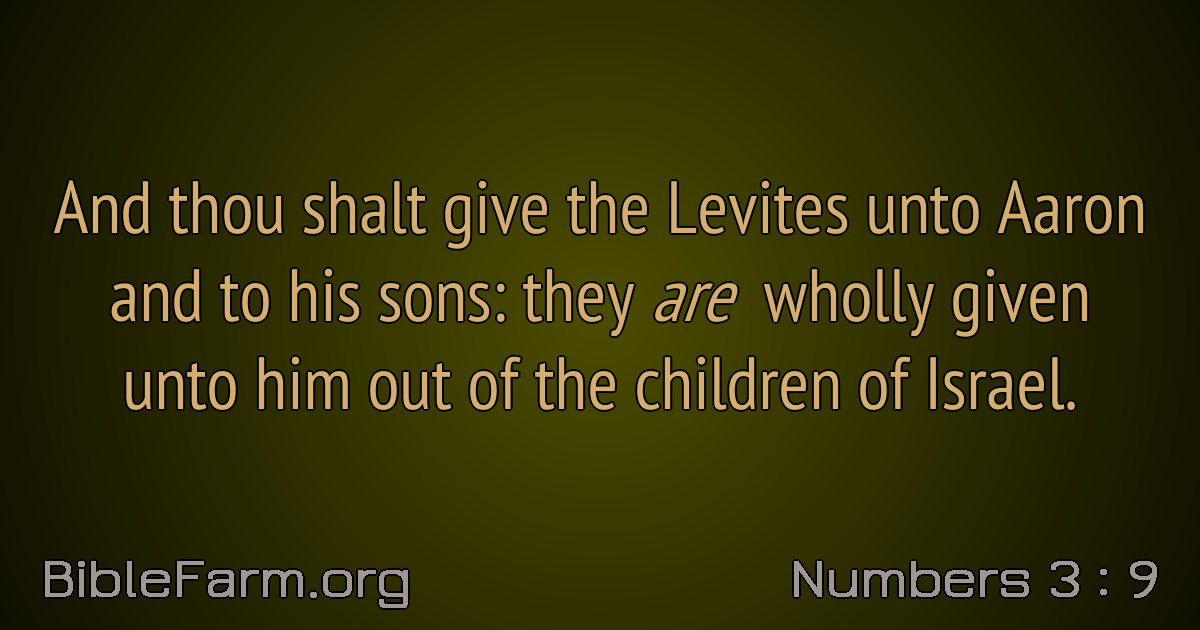 And thou shalt give the Levites unto Aaron
and to his sons: they are wholly given
unto him out of the children of Israel.
BibleFarm.org
Numbers 3 : 9